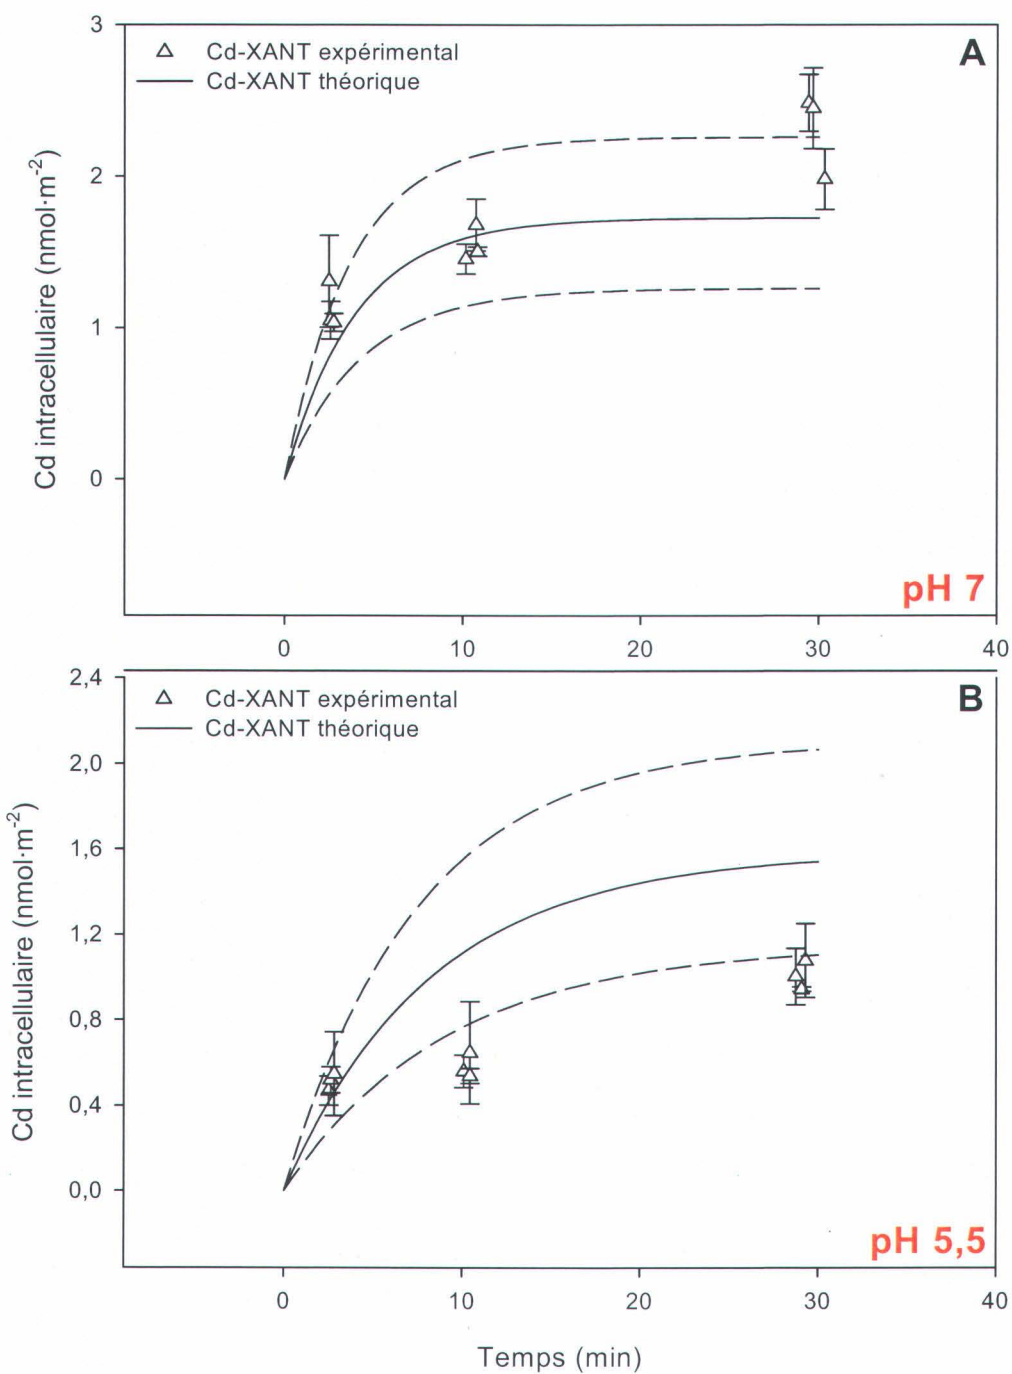 3
Cd-XANT expérimental
A
Cd-XANT théorique
2
Cd intracellulaire (nmol·m⁻²)
1
0
pH 7
0 10 20 30 40
2,4
Cd-XANT expérimental
B
Cd-XANT théorique
2,0
1,6
Cd intracellulaire (nmol·m⁻²)
1,2
0,8
0,4
0,0
pH 5,5
0 10 20 30 40
Temps (min)